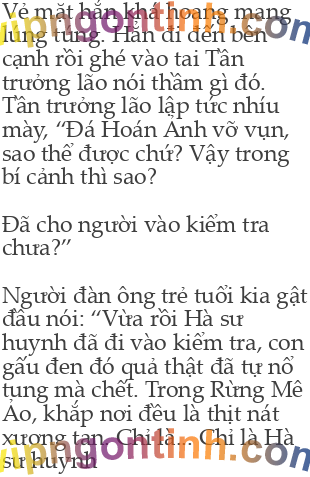 Vẻ mặt hắn khá hoang mang
lúng túng. Hắn đi đến bên
cạnh rồi ghé vào tai Tần
trưởng lão nói thầm gì đó.
Tần trưởng lão lập tức nhíu
mày, “Đá Hoán Ảnh vỡ vụn,
sao thể được chứ? Vậy trong
bí cảnh thì sao?
Đã cho người vào kiểm tra
chưa?”
Người đàn ông trẻ tuổi kia gật
đầu nói: “Vừa rồi Hà sư
huynh đã đi vào kiểm tra, con
gấu đen đó quả thật đã tự nổ
tung mà chết. Trong Rừng Mê
Ảo, khắp nơi đều là thịt nát
xương tan. Chỉ là... Chỉ là Hà
sư huynh
vipngontinh.com
vipngontinh.com